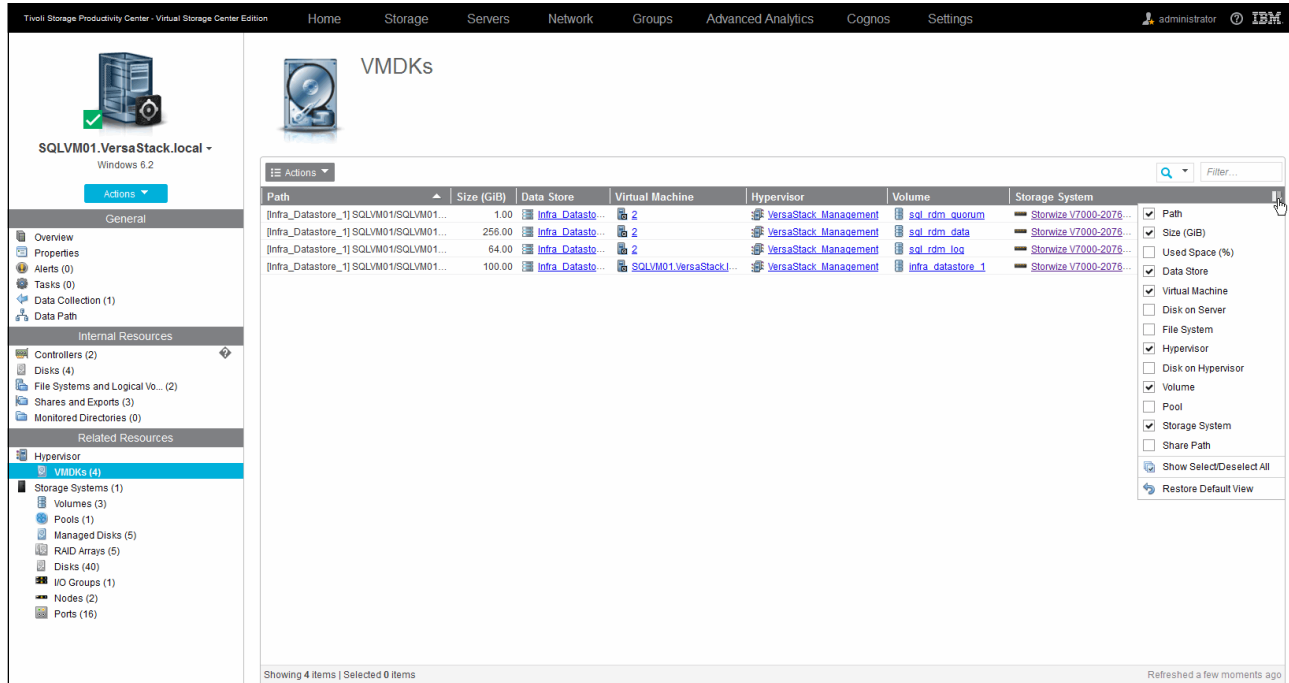 Tivoli Storage Productivity Center - Virtual Storage Center Edition Home Storage Servers Network Groups Advanced Analytics Cognos Settings administrator IBM.
SQLVM01.VersaStack.local
Windows 6.2
Actions
General
Overview
Properties
Alerts (0)
Tasks (0)
Data Collection (1)
Data Path
Internal Resources
Controllers (2)
Disks (4)
File Systems and Logical Vo... (2)
Shares and Exports (3)
Monitored Directories (0)
Related Resources
Hypervisor
VMDKs (4)
Storage Systems (1)
Volumes (3)
Pools (1)
Managed Disks (5)
RAID Arrays (5)
Disks (40)
I/O Groups (1)
Nodes (2)
Ports (16)
VMDKs
Actions Filter...
Path Size (GiB) Data Store Virtual Machine Hypervisor Volume Storage System
[Infra_Datastore_1] SQLVM01/SQLVM01... 1.00 Infra_Datasto... 2 VersaStack_Management sql_rdm_quorum Storwize V7000-2076...
[Infra_Datastore_1] SQLVM01/SQLVM01... 256.00 Infra_Datasto... 2 VersaStack_Management sql_rdm_data Storwize V7000-2076...
[Infra_Datastore_1] SQLVM01/SQLVM01... 64.00 Infra_Datasto... 2 VersaStack_Management sql_rdm_log Storwize V7000-2076...
[Infra_Datastore_1] SQLVM01/SQLVM01... 100.00 Infra_Datasto... SQLVM01.VersaStack.l... VersaStack_Management infra_datastore_1 Storwize V7000-2076...
Path
Size (GiB)
Used Space (%)
Data Store
Virtual Machine
Disk on Server
File System
Hypervisor
Disk on Hypervisor
Volume
Pool
Storage System
Share Path
Show Select/Deselect All
Restore Default View
Showing 4 items | Selected 0 items Refreshed a few moments ago